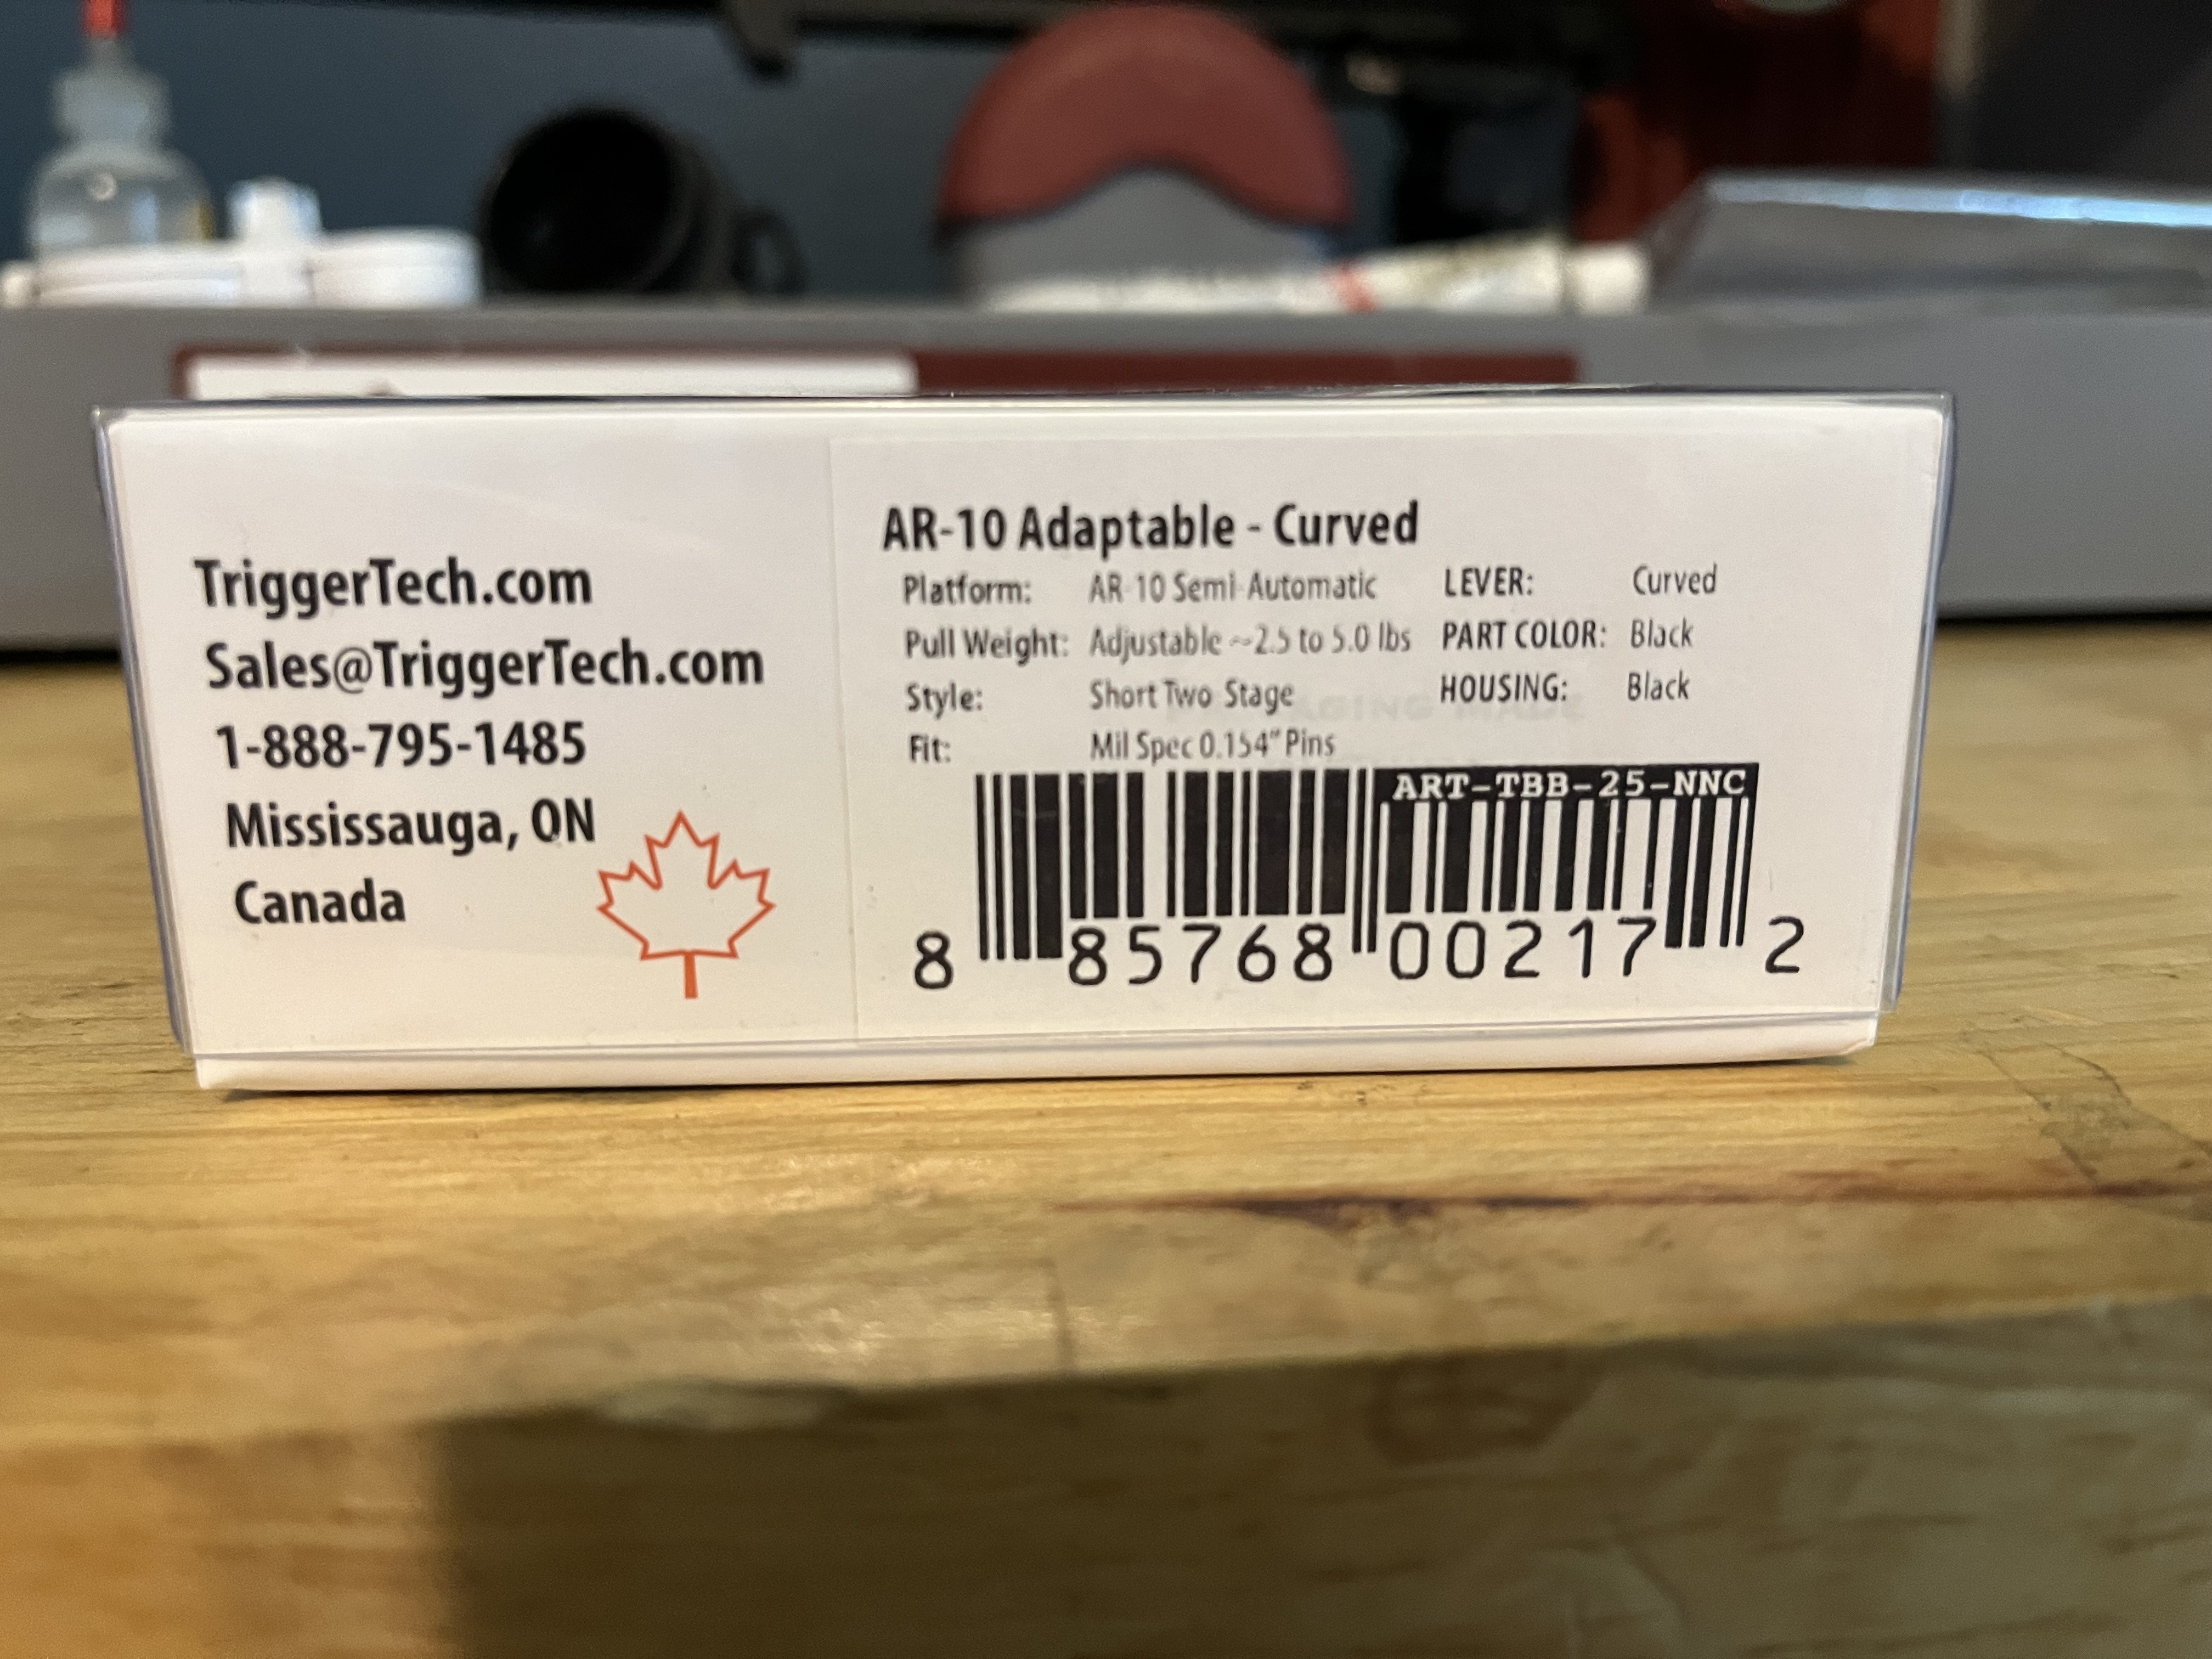 TriggerTech.com
Sales@TriggerTech.com
1-888-795-1485
Mississauga, ON
Canada
AR-10 Adaptable - Curved
Platform: AR-10 Semi-Automatic LEVER: Curved
Pull Weight: Adjustable ~2.5 to 5.0 lbs PART COLOR: Black
Style: Short Two Stage HOUSING: Black
Fit: Mil Spec 0.154" Pins
ART-TBB-25-NNC
8 85768 00217 2